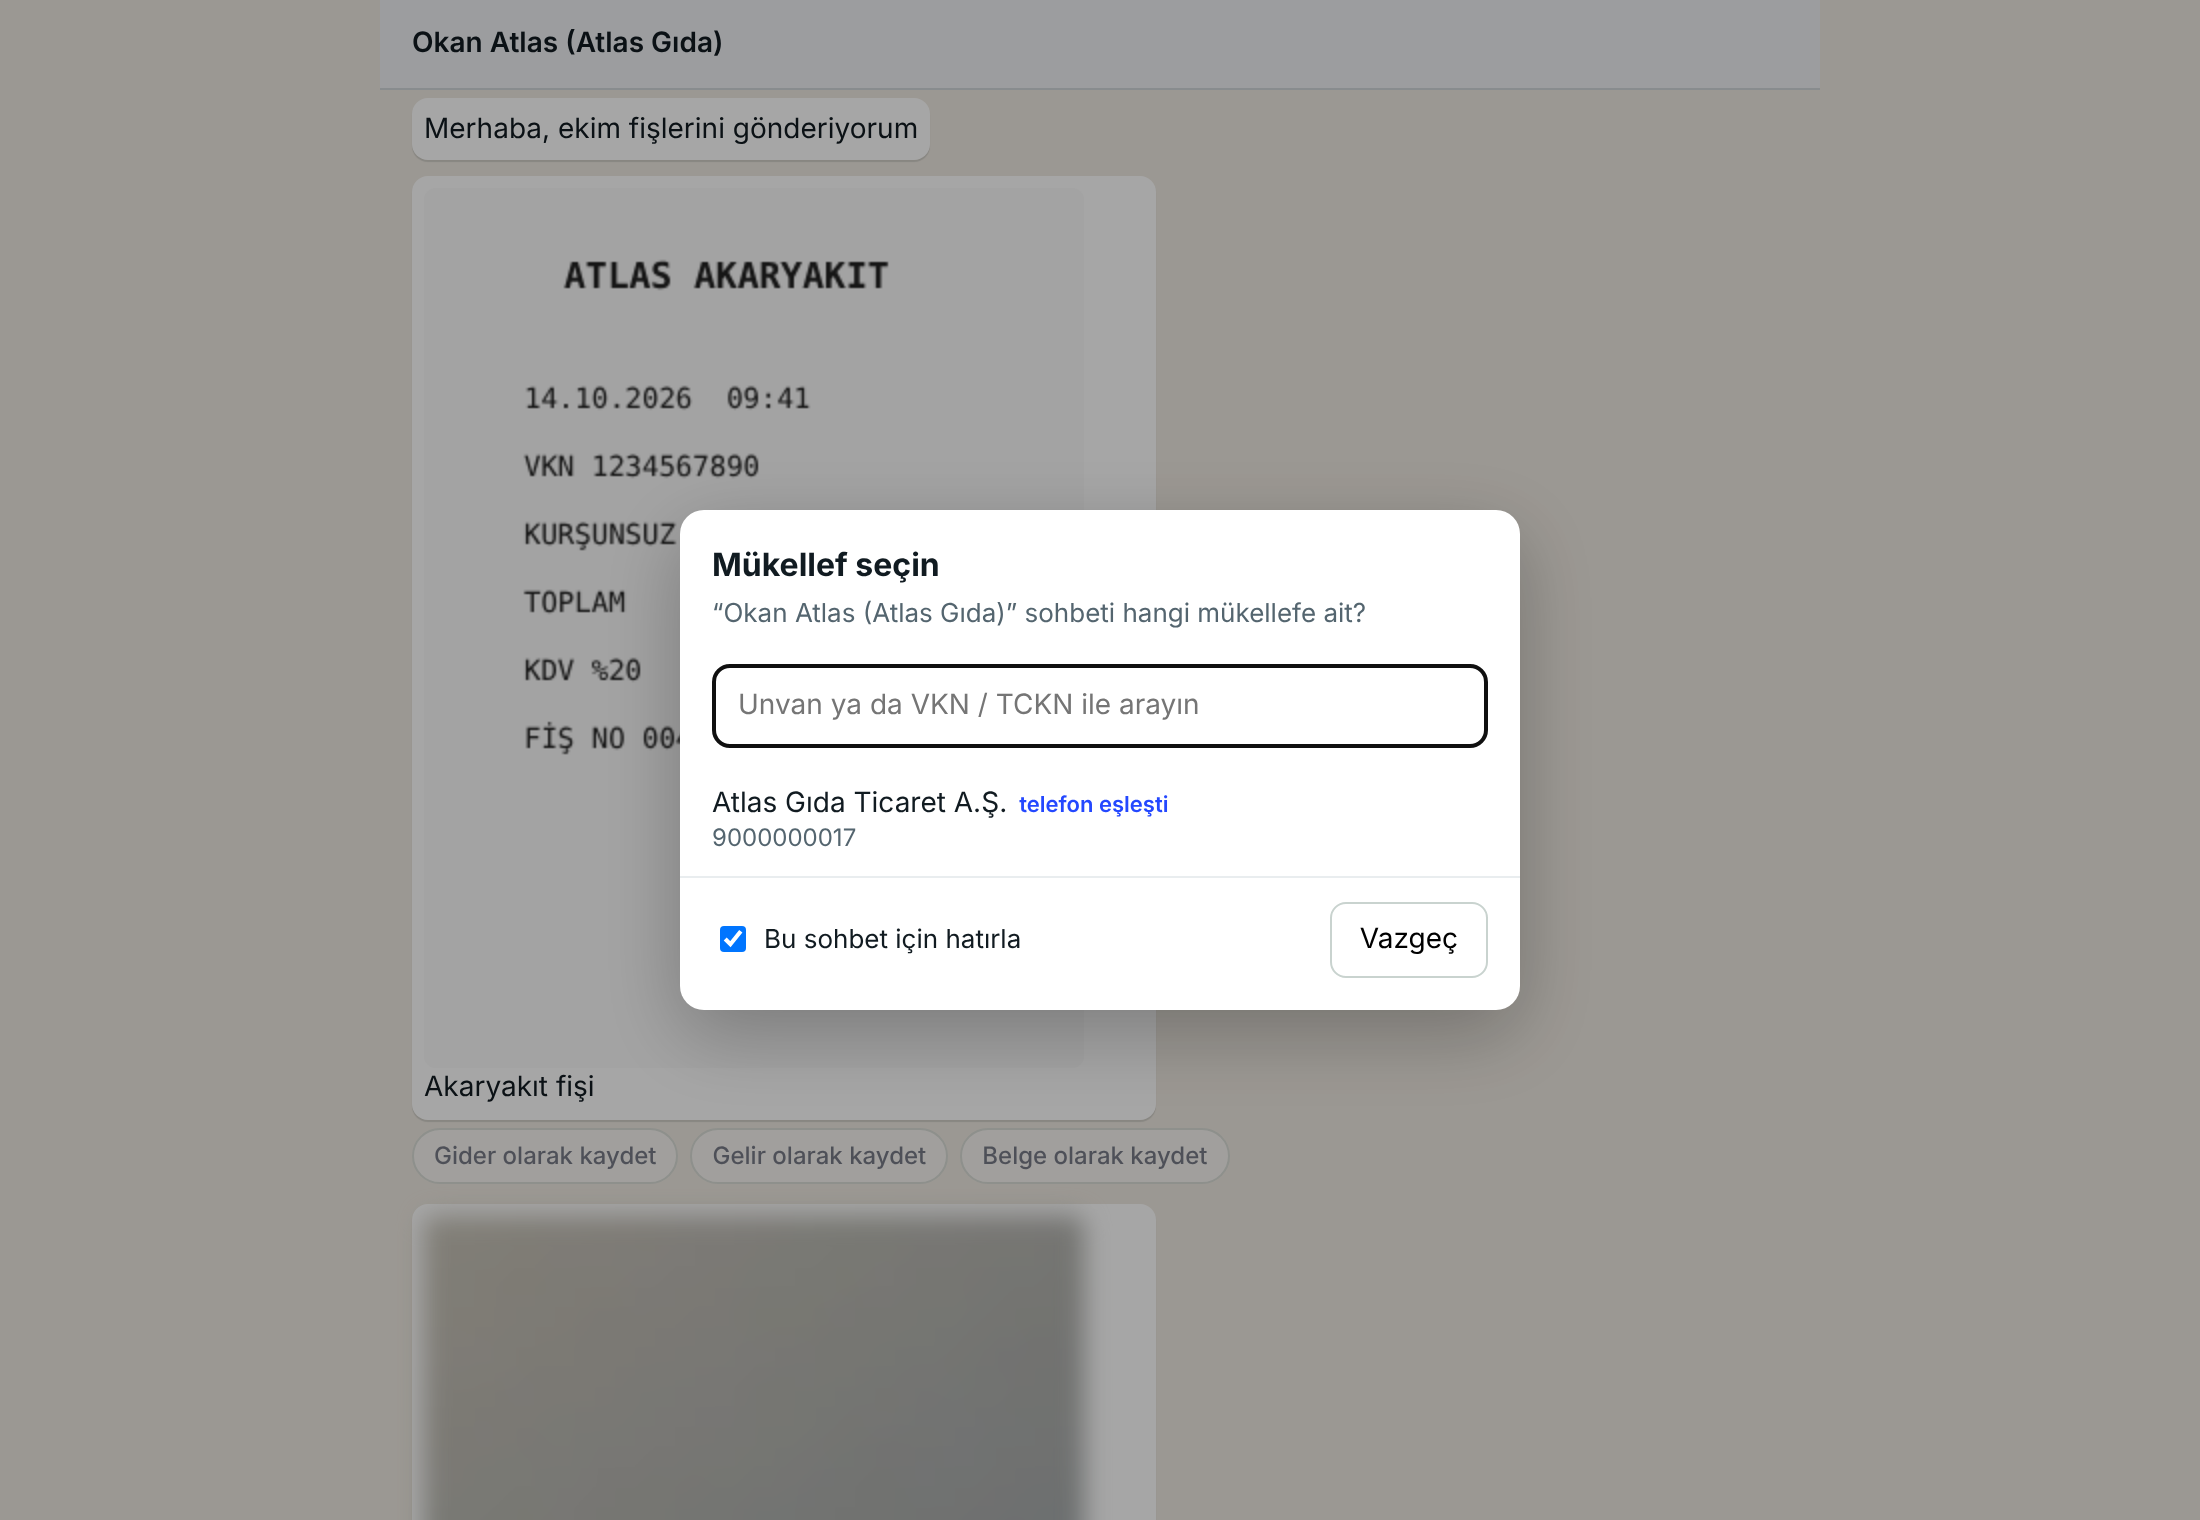 Okan Atlas (Atlas Gıda)
Merhaba, ekim fişlerini gönderiyorum
ATLAS AKARYAKIT
14.10.2026 09:41
VKN 1234567890
KURŞUNSUZ
TOPLAM
KDV %20
FİŞ NO
Mükellef seçin
“Okan Atlas (Atlas Gıda)” sohbeti hangi mükellefe ait?
Unvan ya da VKN / TCKN ile arayın
Atlas Gıda Ticaret A.Ş. telefon eşleşti
9000000017
Bu sohbet için hatırla
Vazgeç
Akaryakıt fişi
Gider olarak kaydet
Gelir olarak kaydet
Belge olarak kaydet